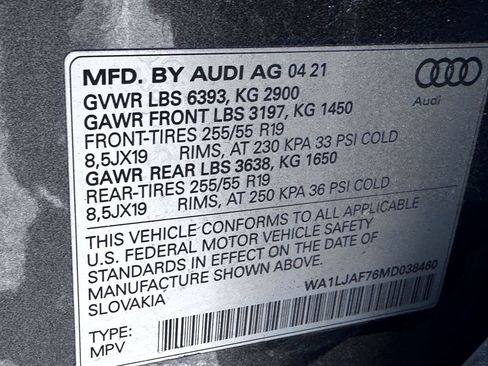 MFD. BY AUDI AG 04 21
Audi
GVWR LBS 6393, KG 2900
GAWR FRONT LBS 3197, KG 1450
FRONT-TIRES 255/55 R19
8,5JX19 RIMS, AT 230 KPA 33 PSI COLD
GAWR REAR LBS 3638, KG 1650
REAR-TIRES 255/55 R19
8,5JX19 RIMS, AT 250 KPA 36 PSI COLD
THIS VEHICLE CONFORMS TO ALL APPLICABLE
U.S. FEDERAL MOTOR VEHICLE SAFETY
STANDARDS IN EFFECT ON THE DATE OF
MANUFACTURE SHOWN ABOVE.
SLOVAKIA
WA1LJAF76MD038460
TYPE:
MPV